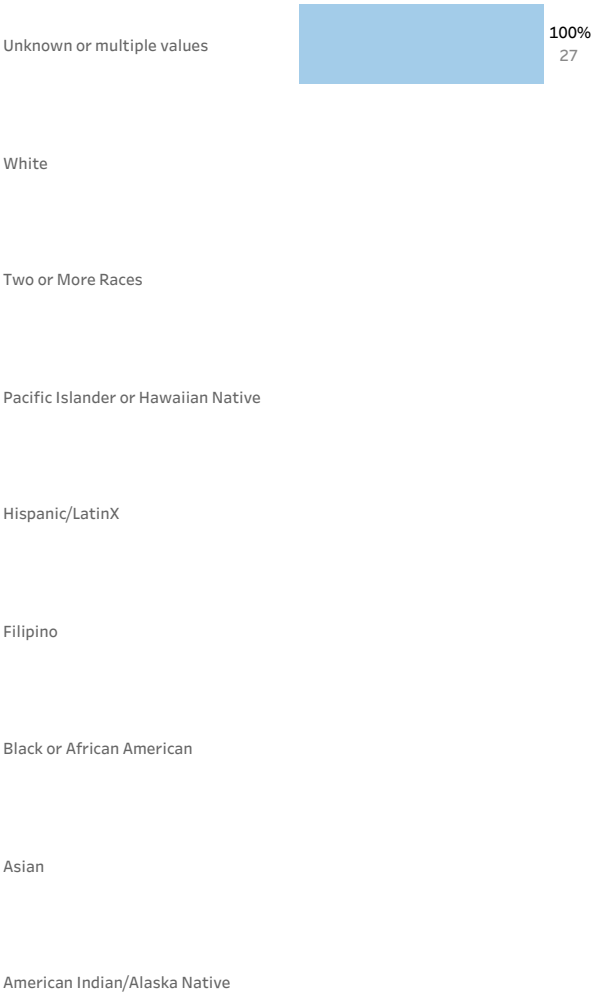 Unknown or multiple values
100%
27
White
Two or More Races
Pacific Islander or Hawaiian Native
Hispanic/LatinX
Filipino
Black or African American
Asian
American Indian/Alaska Native